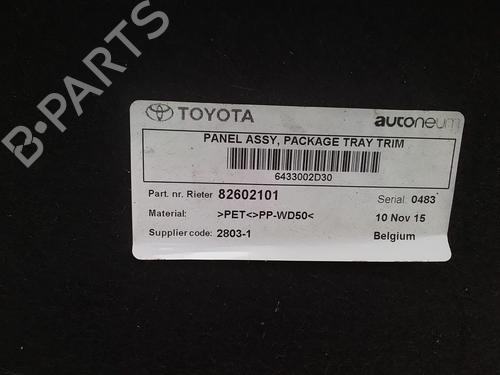 B-PARTS
TOYOTA
autoneum
PANEL ASSY, PACKAGE TRAY TRIM
6433002D30
Part. nr. Rieter 82602101
Serial: 0483
Material: >PET<>PP-WD50<
10 Nov 15
Supplier code: 2803-1
Belgium